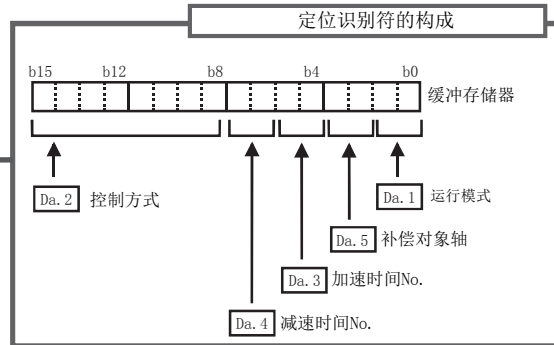 定位识别符的构成
b15 b12 b8 b4 b0
缓冲存储器
Da.2 控制方式
Da.1 运行模式
Da.5 补偿对象轴
Da.3 加速时间No.
Da.4 减速时间No.